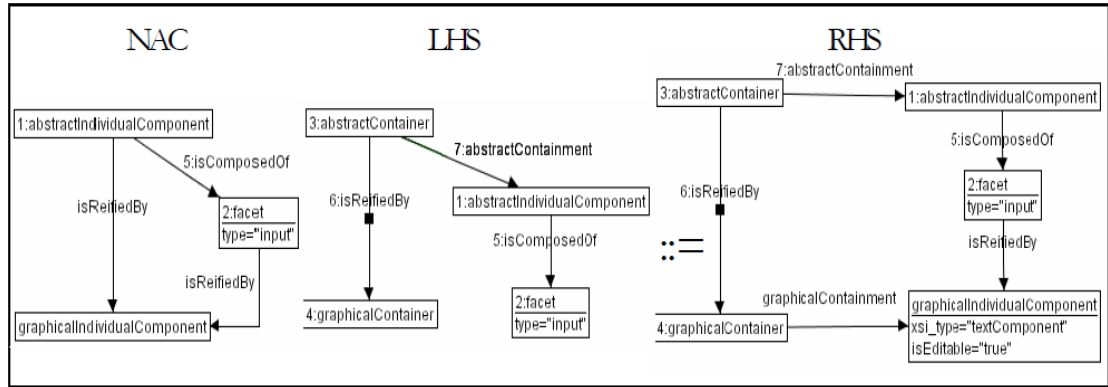 NAC
1:abstractIndividualComponent
5:isComposedOf
isReifiedBy
2:facet
type="input"
isReifiedBy
graphicalIndividualComponent
LHS
3:abstractContainer
7:abstractContainment
6:isReifiedBy
1:abstractIndividualComponent
5:isComposedOf
2:facet
type="input"
4:graphicalContainer
::=
RHS
7:abstractContainment
3:abstractContainer
1:abstractIndividualComponent
5:isComposedOf
6:isReifiedBy
2:facet
type="input"
isReifiedBy
graphicalContainment
4:graphicalContainer
graphicalIndividualComponent
xsi_type="textComponent"
isEditable="true"